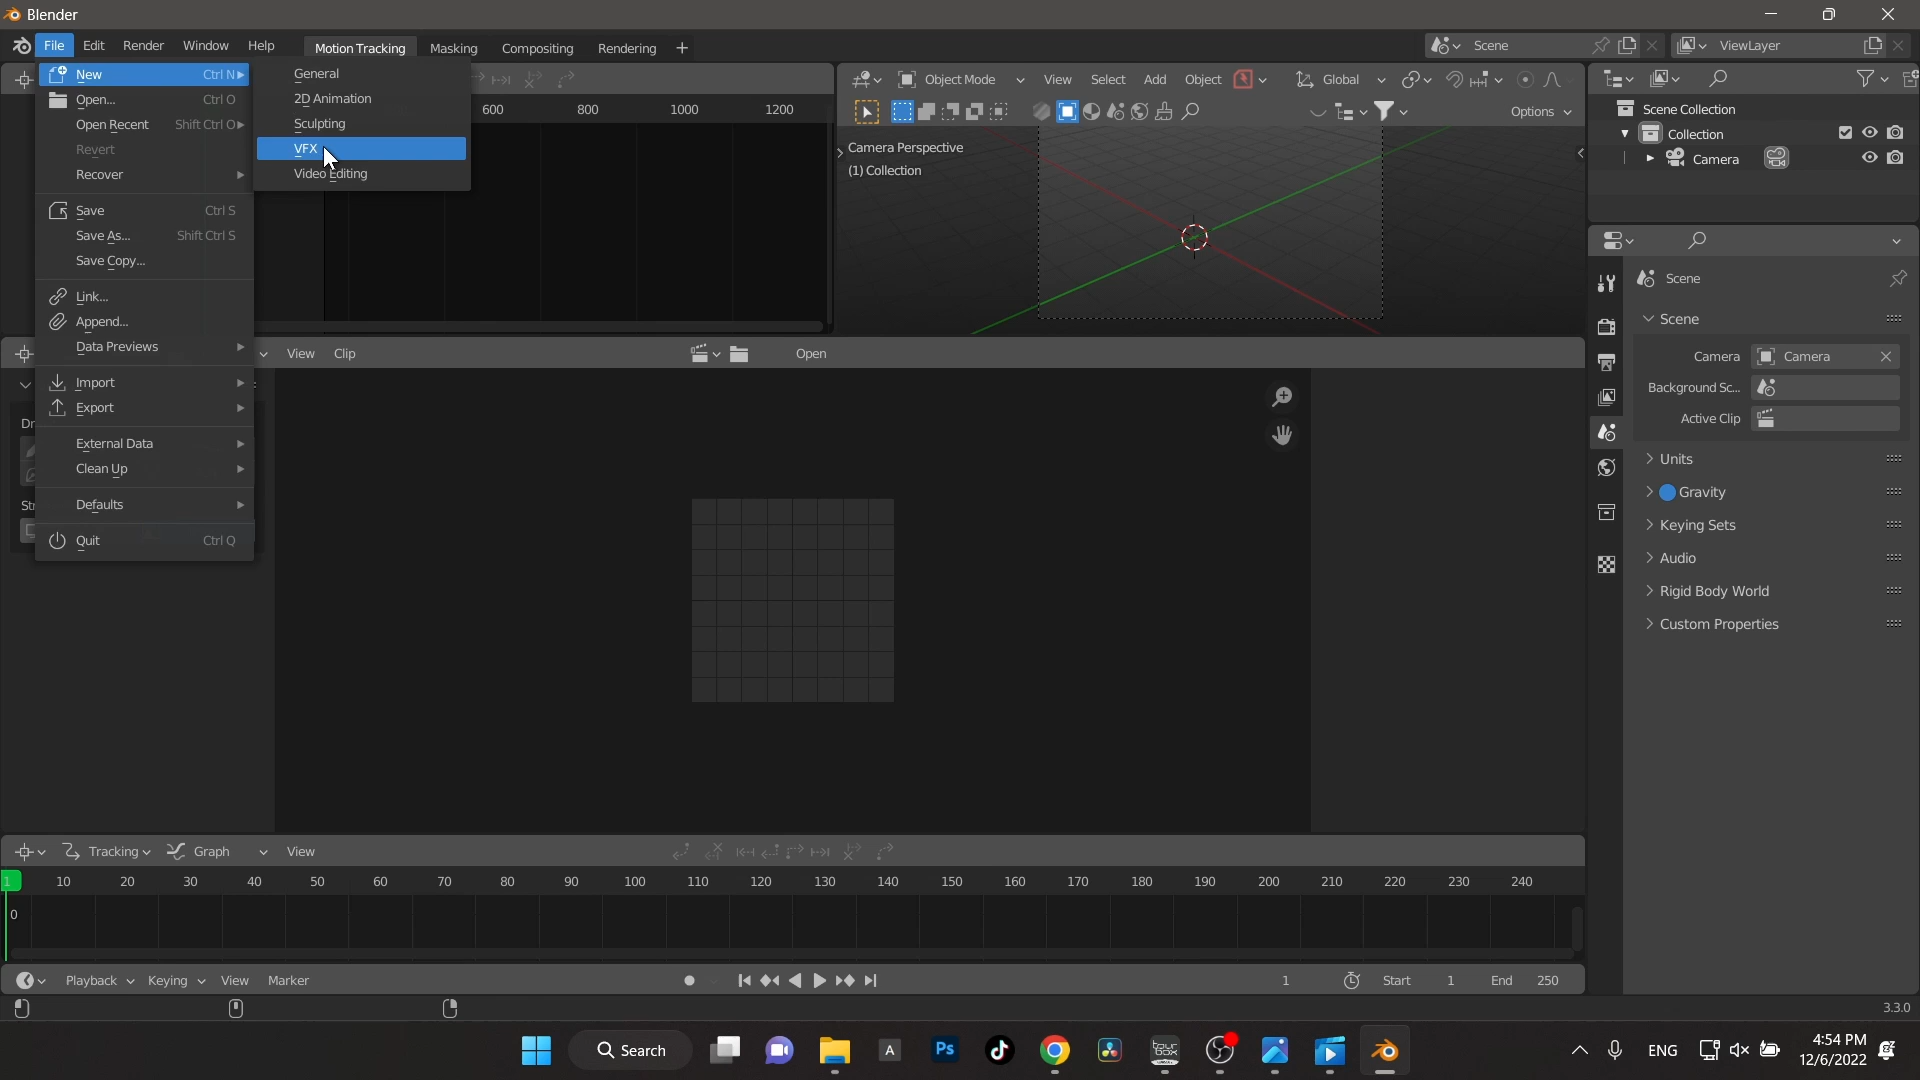 Blender
File Edit Render Window Help Motion Tracking Masking Compositing Rendering +
Scene ViewLayer
New Ctrl N
Open... Ctrl O
Open Recent Shift Ctrl O
Revert
Recover
Save Ctrl S
Save As... Shift Ctrl S
Save Copy...
Link...
Append...
Data Previews
Import
Export
External Data
Clean Up
Defaults
Quit Ctrl Q
General
2D Animation
Sculpting
VFX
Video Editing
600 800 1000 1200
Object Mode View Select Add Object Global
Options
Camera Perspective
(1) Collection
Scene Collection
Collection
Camera
View Clip Open
Dr
Str
Scene
Scene
Camera Camera
Background Sc...
Active Clip
Units
Gravity
Keying Sets
Audio
Rigid Body World
Custom Properties
Tracking Graph View
1 10 20 30 40 50 60 70 80 90 100 110 120 130 140 150 160 170 180 190 200 210 220 230 240
0
Playback Keying View Marker 1 Start 1 End 250
3.3.0
Search A Ps tour box ENG 4:54 PM
12/6/2022